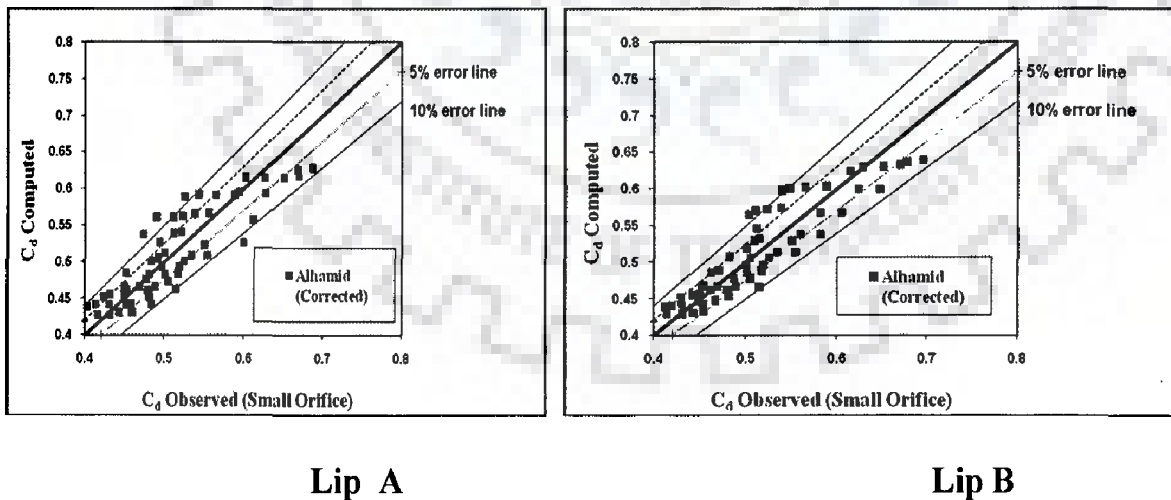 0.8
0.75
0.7
0.65
0.6
0.55
0.5
0.45
0.4
0.4
0.5
0.6
0.7
0.8
C_d Computed
C_d Observed (Small Orifice)
5% error line
10% error line
Alhamid
(Corrected)
Lip A
0.8
0.75
0.7
0.65
0.6
0.55
0.5
0.45
0.4
0.4
0.5
0.6
0.7
0.8
C_d Computed
C_d Observed (Small Orifice)
5% error line
10% error line
Alhamid
(Corrected)
Lip B